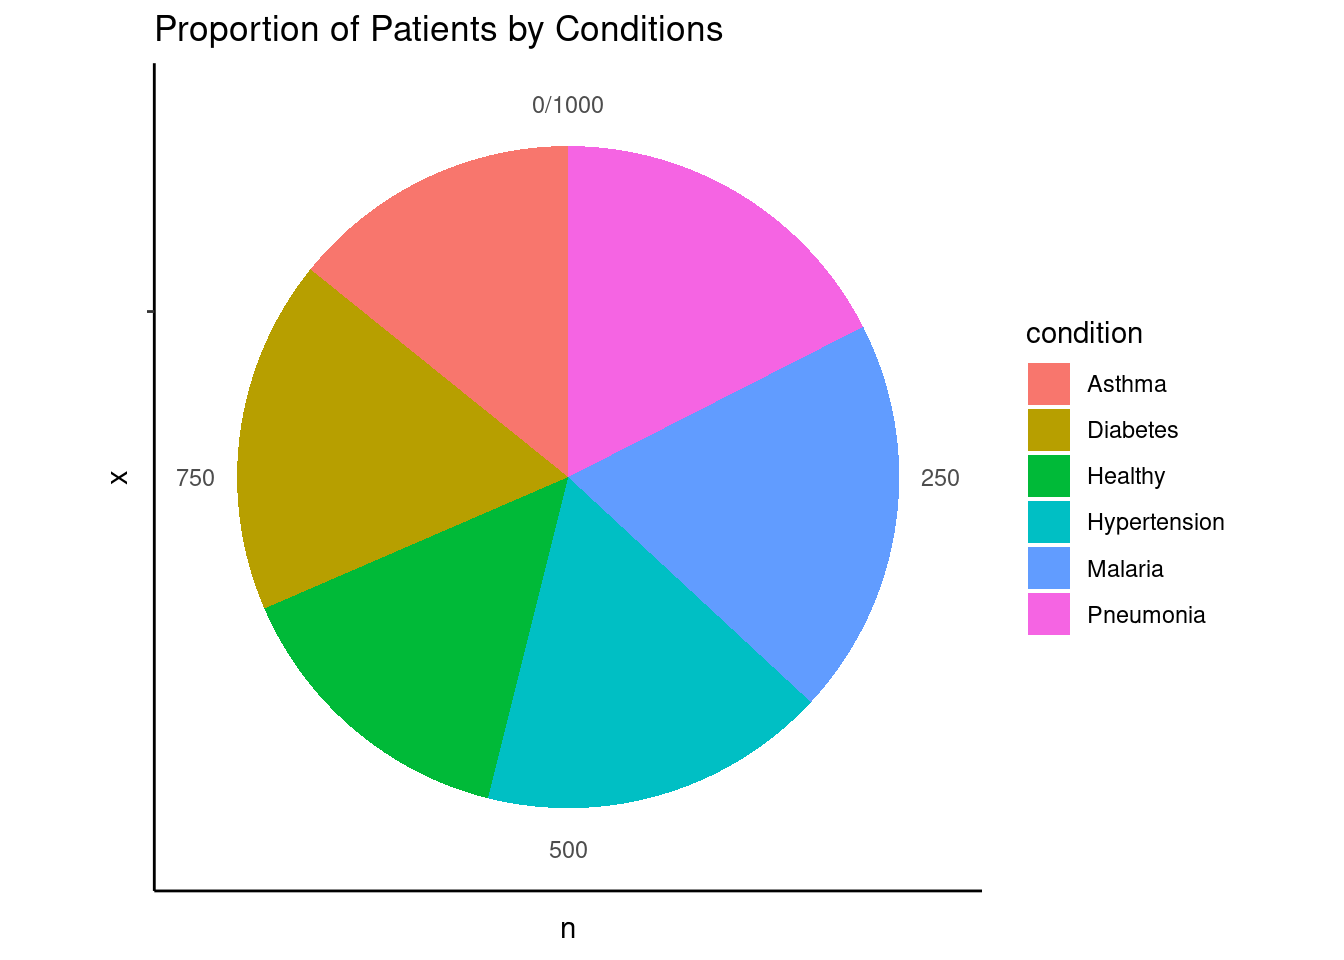 Proportion of Patients by Conditions
0/1000
250
500
750
x
n
condition
Asthma
Diabetes
Healthy
Hypertension
Malaria
Pneumonia